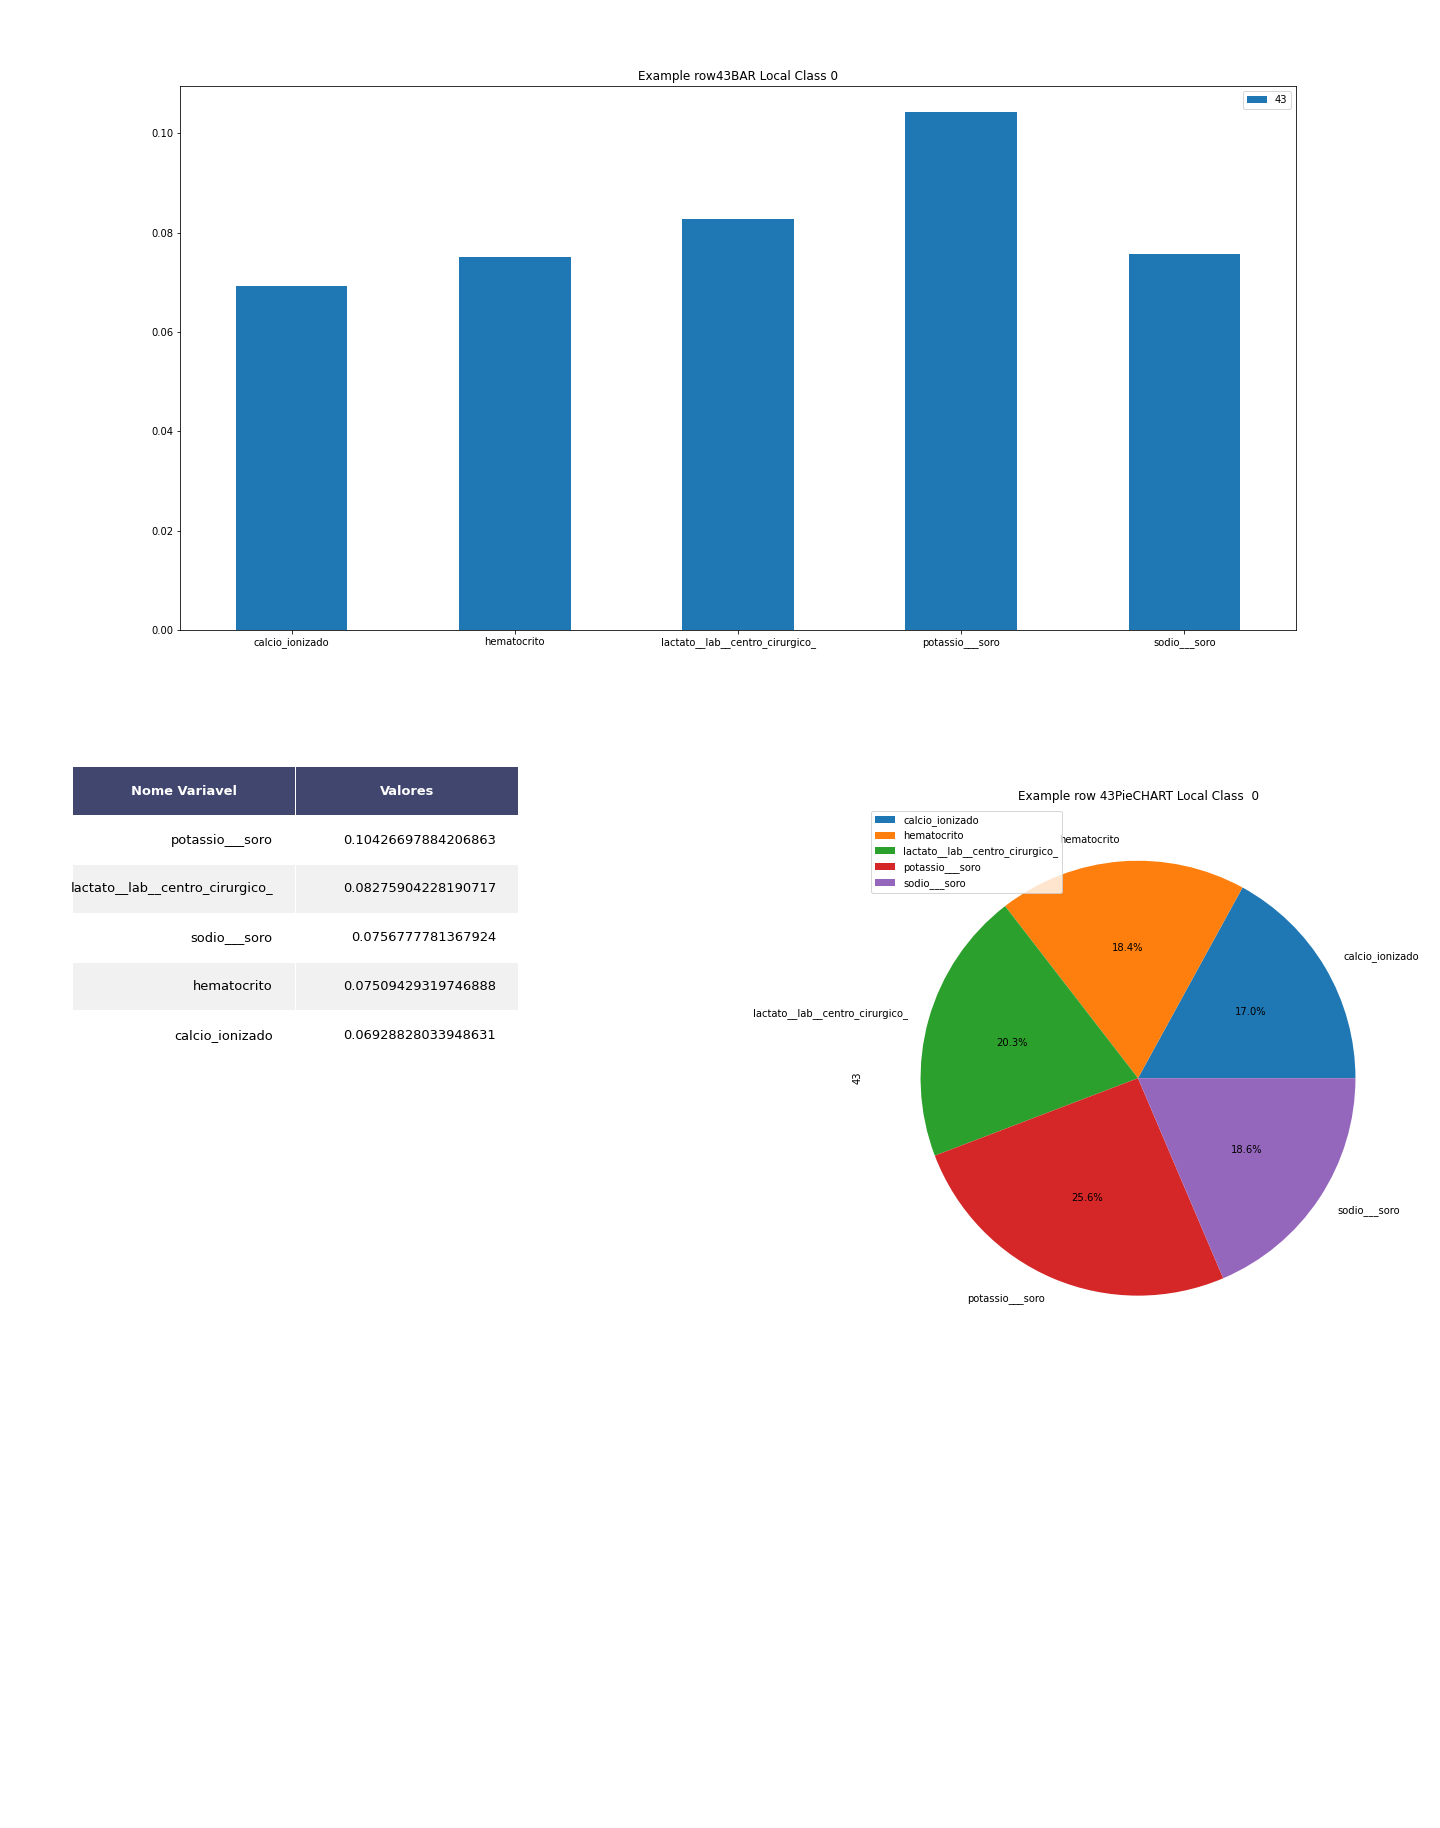 Example row43BAR Local Class 0
43
0.10
0.08
0.06
0.04
0.02
0.00
calcio_ionizado
hematocrito
lactato__lab__centro_cirurgico_
potassio___soro
sodio___soro
Nome Variavel Valores
potassio___soro 0.10426697884206863
lactato__lab__centro_cirurgico_ 0.08275904228190717
sodio___soro 0.0756777781367924
hematocrito 0.07509429319746888
calcio_ionizado 0.06928828033948631
Example row 43PieCHART Local Class  0
calcio_ionizado
hematocrito
lactato__lab__centro_cirurgico_
potassio___soro
sodio___soro
hematocrito
calcio_ionizado
lactato__lab__centro_cirurgico_
potassio___soro
sodio___soro
18.4%
17.0%
20.3%
25.6%
18.6%
43